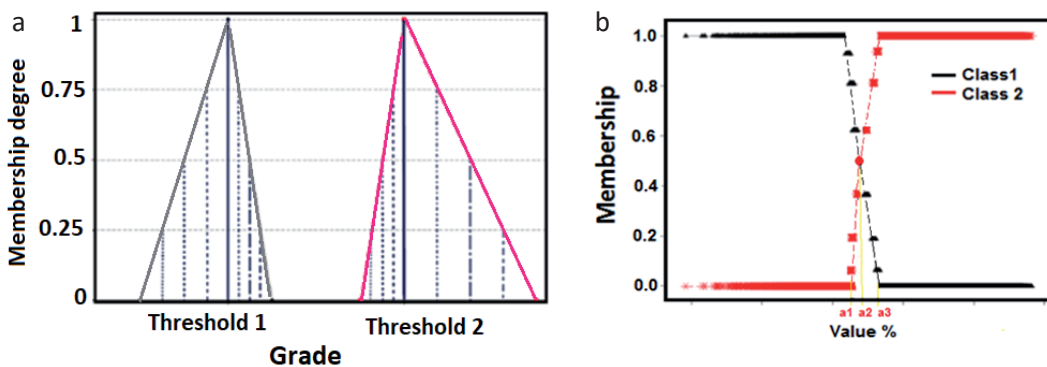 a
Membership degree
1
0.75
0.5
0.25
0
Threshold 1
Threshold 2
Grade
b
Membership
1.0
0.8
0.6
0.4
0.2
0.0
Class1
Class 2
a1 a2 a3
Value %